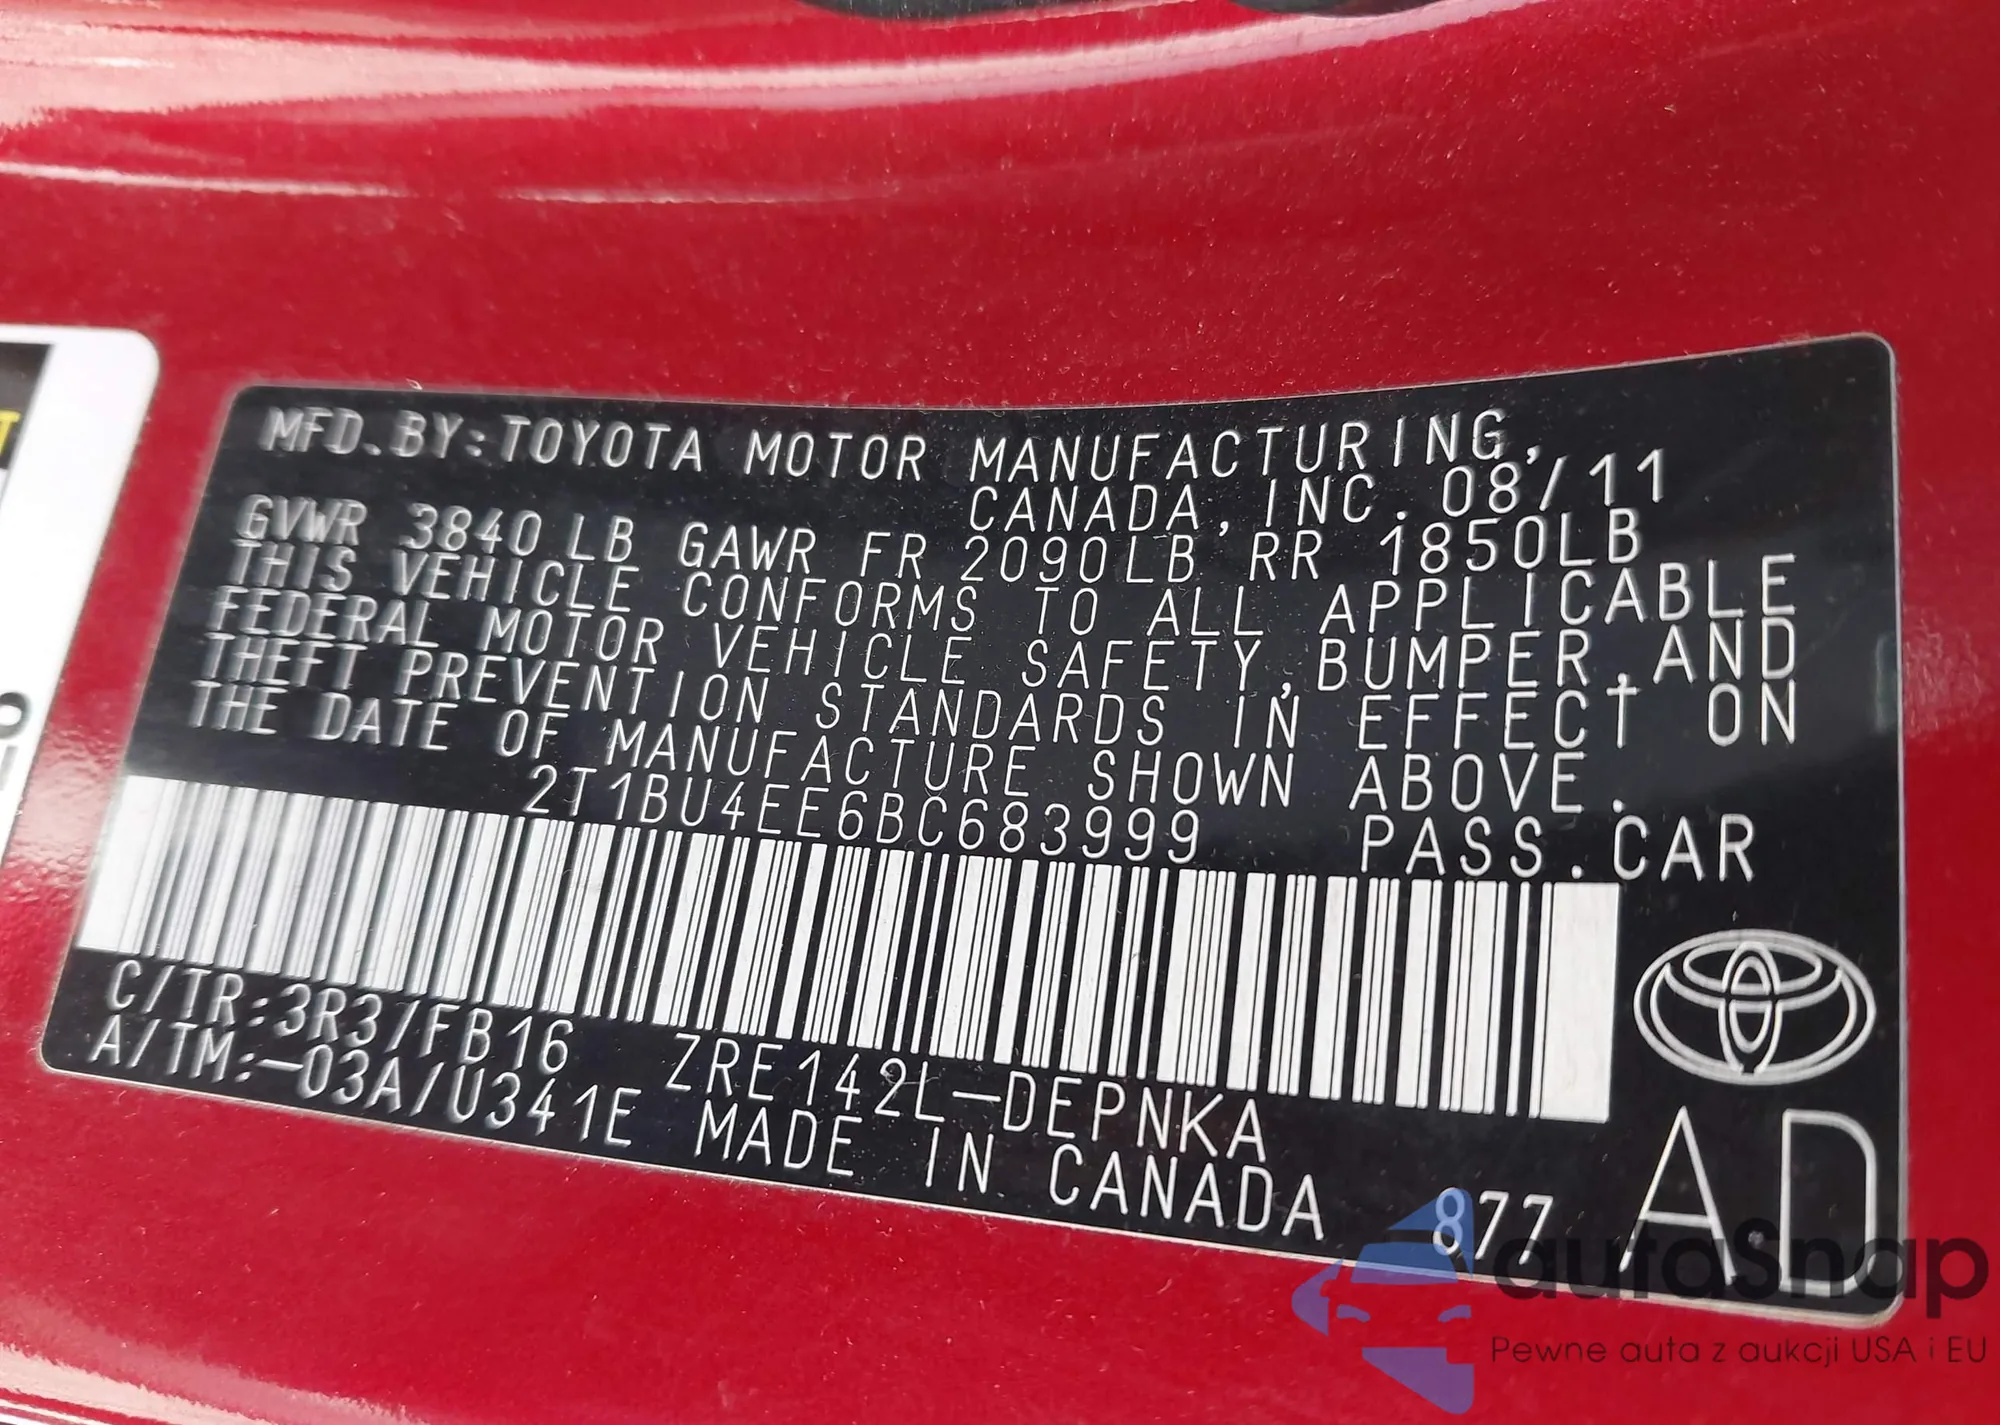 MFD.BY:TOYOTA MOTOR MANUFACTURING,
CANADA,INC. 08/11
GVWR 3840LB GAWR FR 2090LB RR 1850LB
THIS VEHICLE CONFORMS TO ALL APPLICABLE
FEDERAL MOTOR VEHICLE SAFETY,BUMPER,AND
THEFT PREVENTION STANDARDS IN EFFECT ON
THE DATE OF MANUFACTURE SHOWN ABOVE.
2T1BU4EE6BC683999 PASS.CAR
C/TR:3R3/FB16 ZRE142L-DEPNKA
A/TM:-03A/U341E MADE IN CANADA 877 AD
autoSnap
Pewne auta z aukcji USA i EU